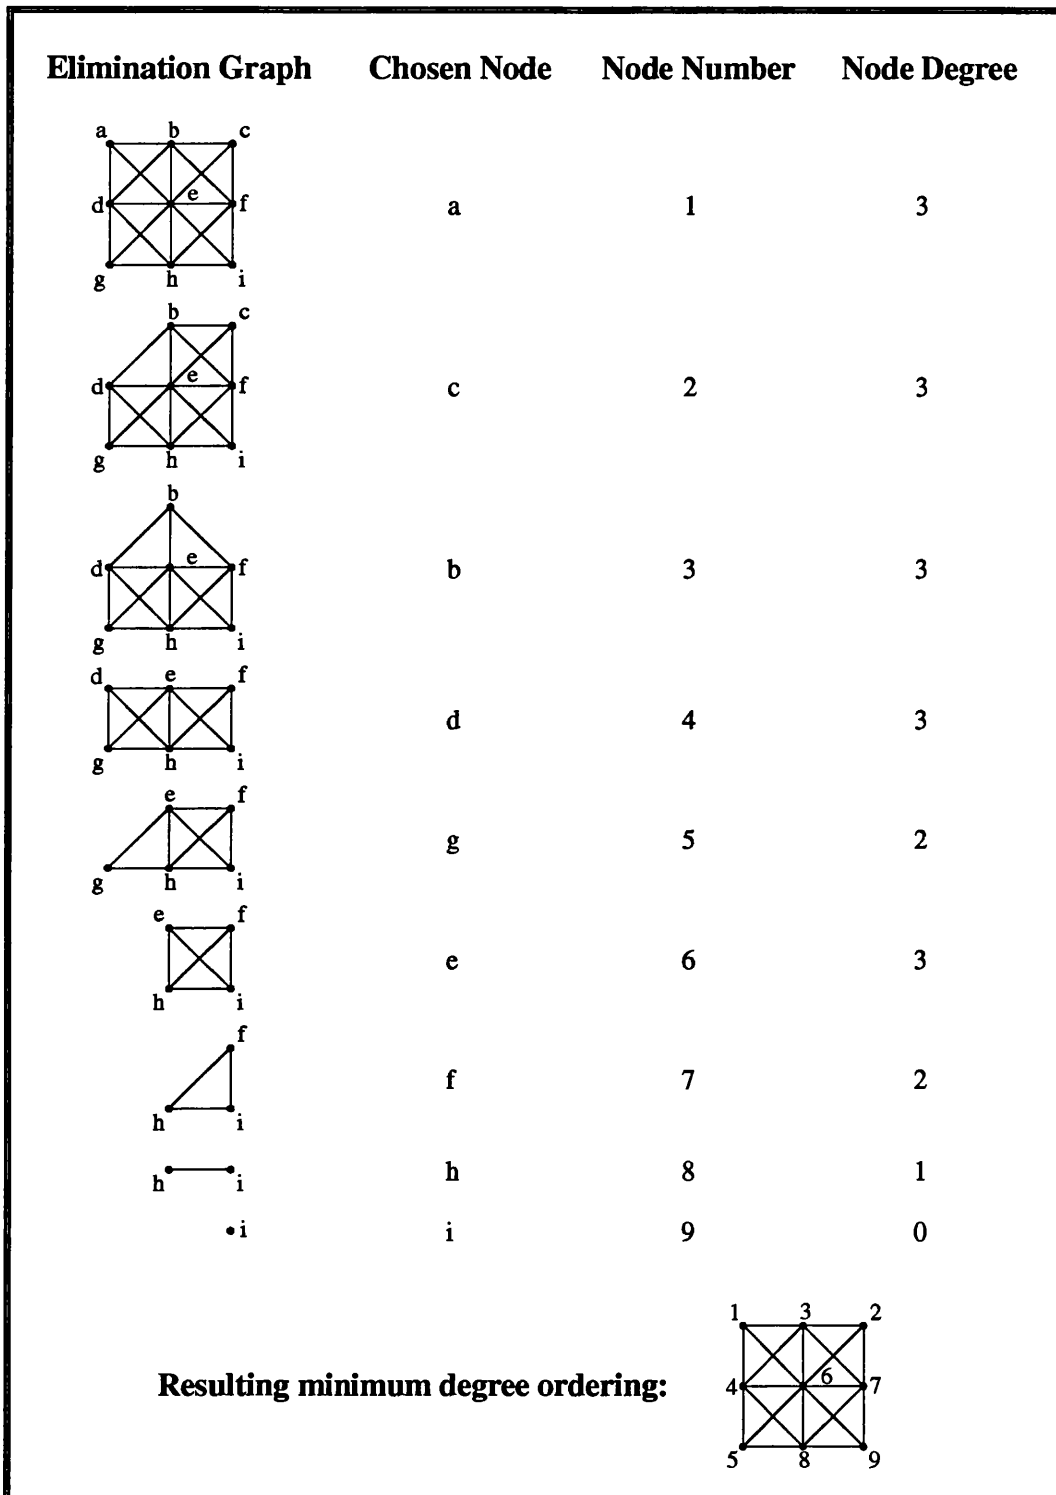 Elimination Graph Chosen Node Node Number Node Degree
a b c
d e f a 1 3
g h i
b c
d e f c 2 3
g h i
b
d e f b 3 3
g h i
d e f
d 4 3
g h i
e f
g 5 2
g h i
e f
e 6 3
h i
f
f 7 2
h i
h i h 8 1
i i 9 0
1 3 2
Resulting minimum degree ordering: 4 6 7
5 8 9